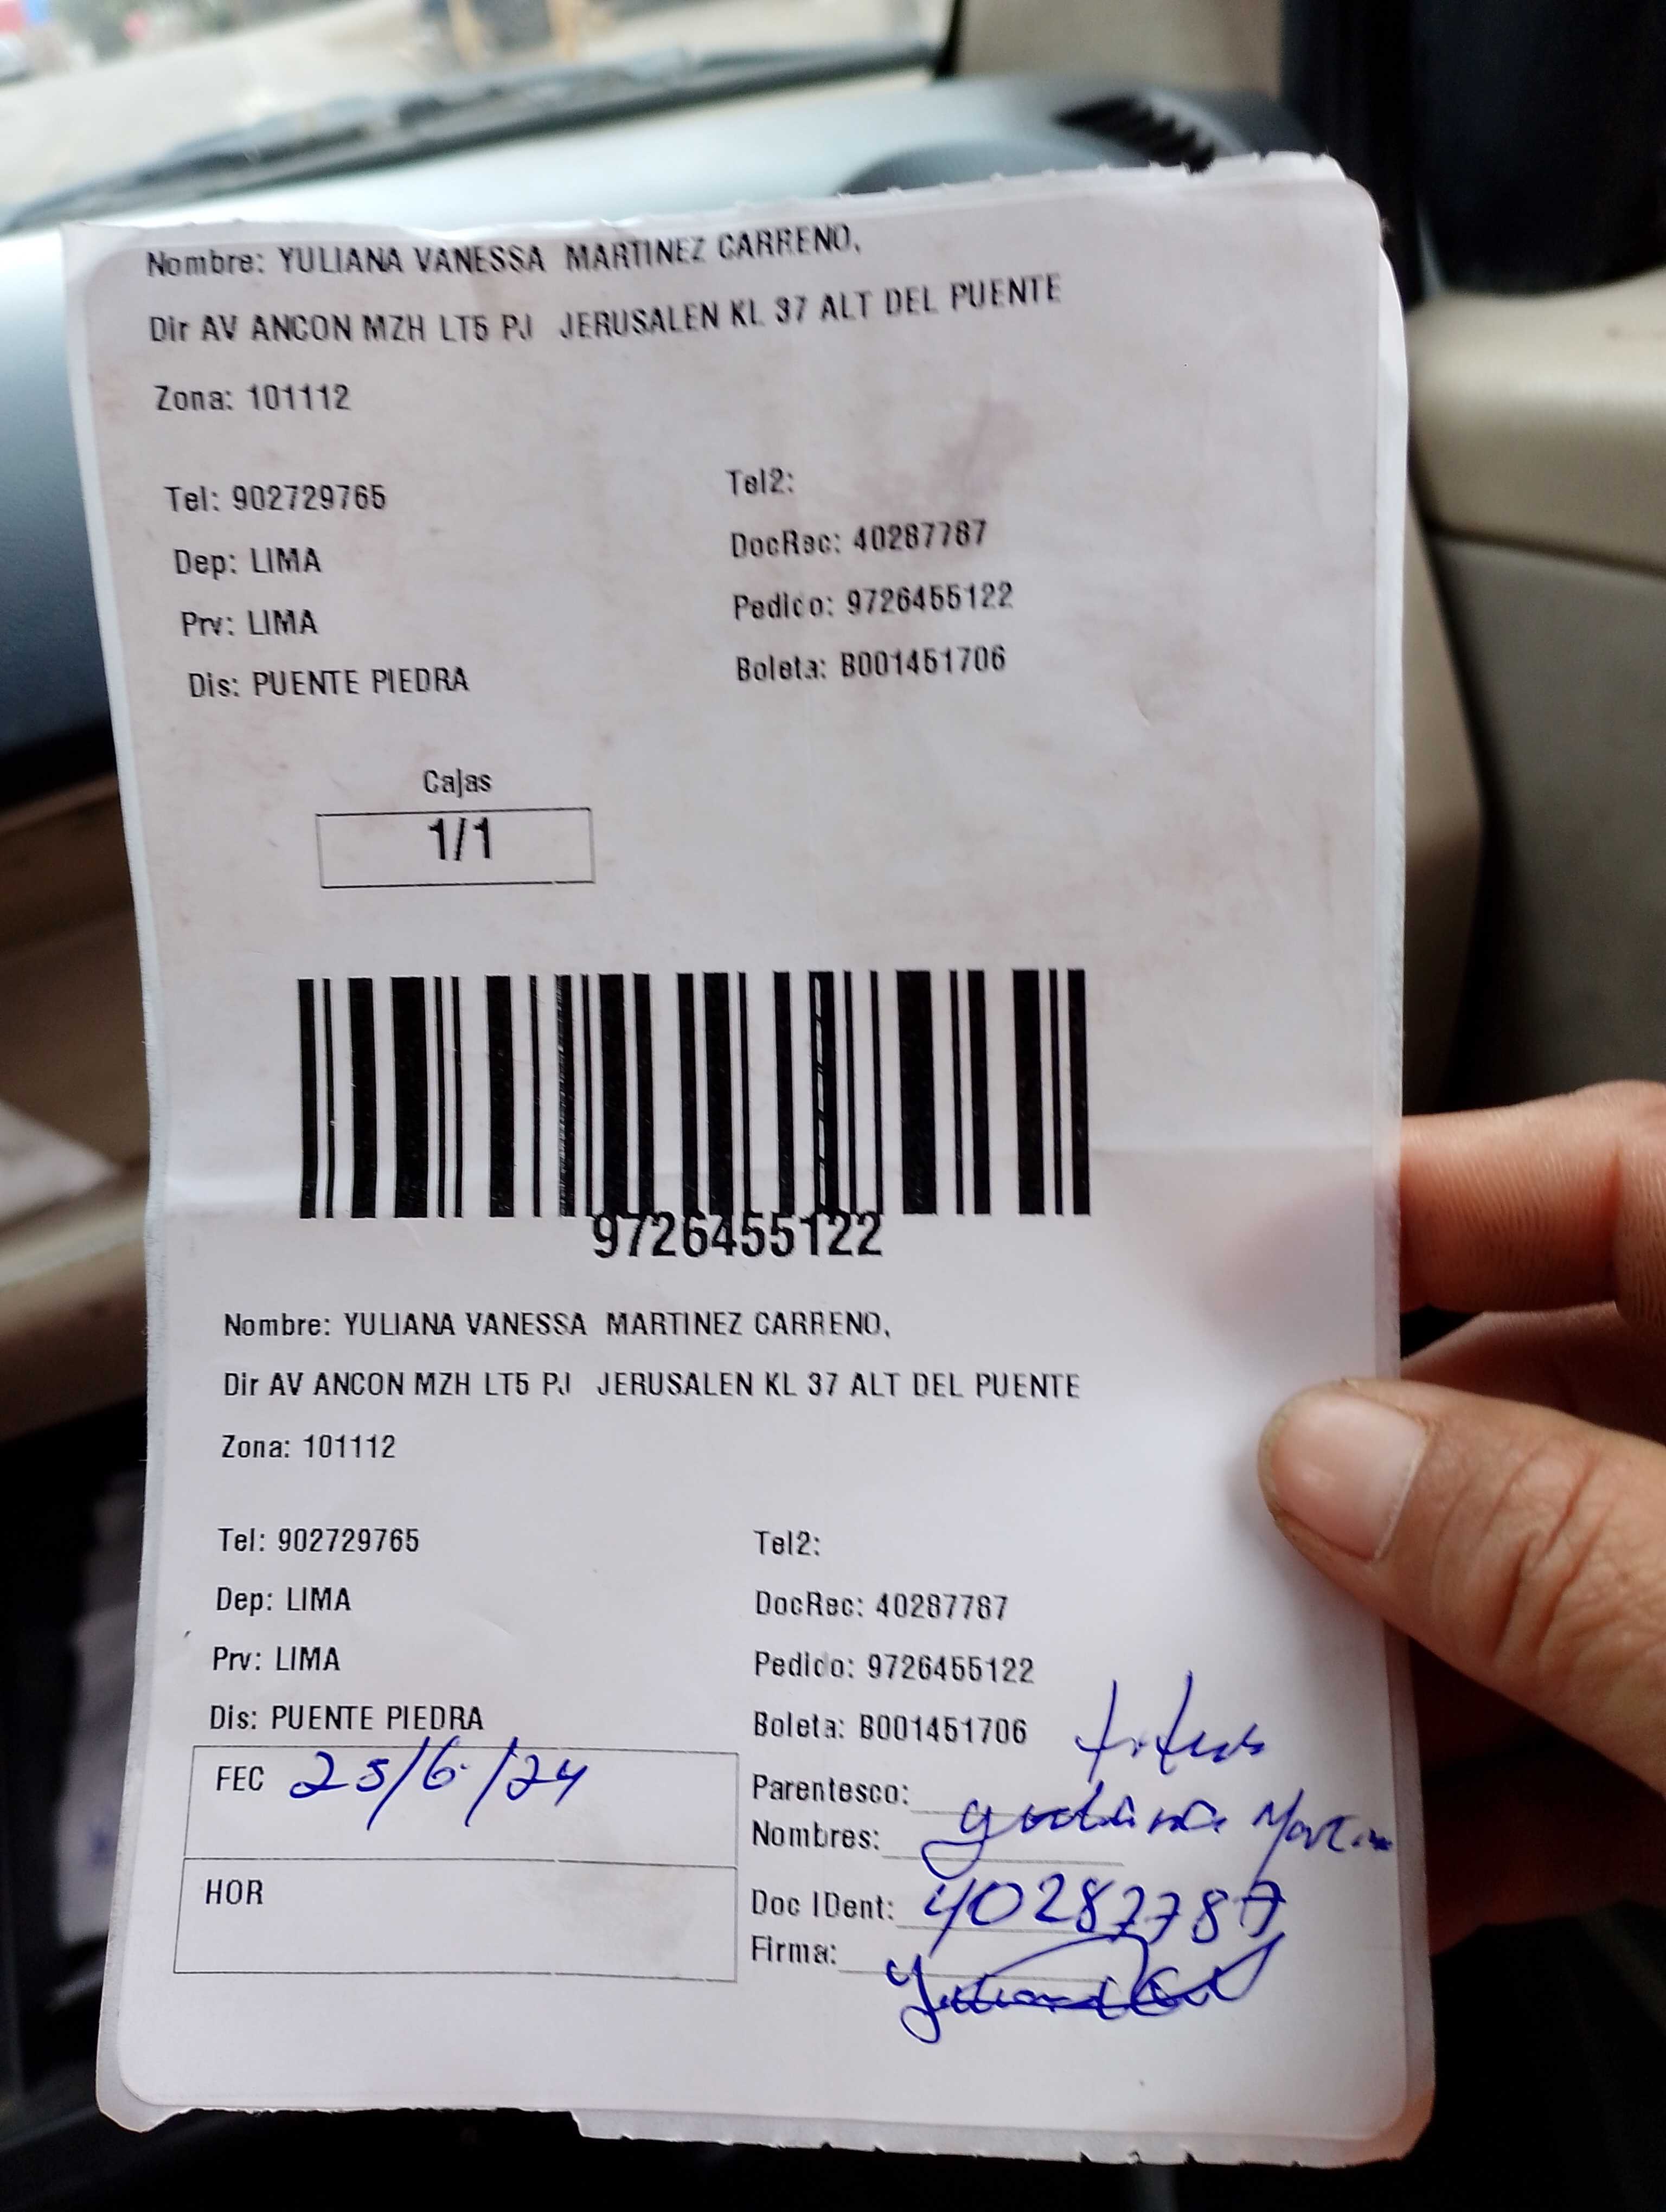 Nombre: YULIANA VANESSA MARTINEZ CARRENO,
Dir AV ANCON MZH LT5 PJ JERUSALEN KL 37 ALT DEL PUENTE
Zona: 101112
Tel: 902729765
Tel2:
Dep: LIMA
DocRec: 40287787
Prv: LIMA
Pedido: 9726455122
Dis: PUENTE PIEDRA
Boleta: B001451706
Cajas
1/1
9726455122
Nombre: YULIANA VANESSA MARTINEZ CARRENO,
Dir AV ANCON MZH LT5 PJ JERUSALEN KL 37 ALT DEL PUENTE
Zona: 101112
Tel: 902729765
Tel2:
Dep: LIMA
DocRec: 40287787
Prv: LIMA
Pedido: 9726455122
Dis: PUENTE PIEDRA
Boleta: B001451706
FEC 25/6/24
Parentesco:
Nombres:
HOR
Doc IDent: 40287787
Firma: